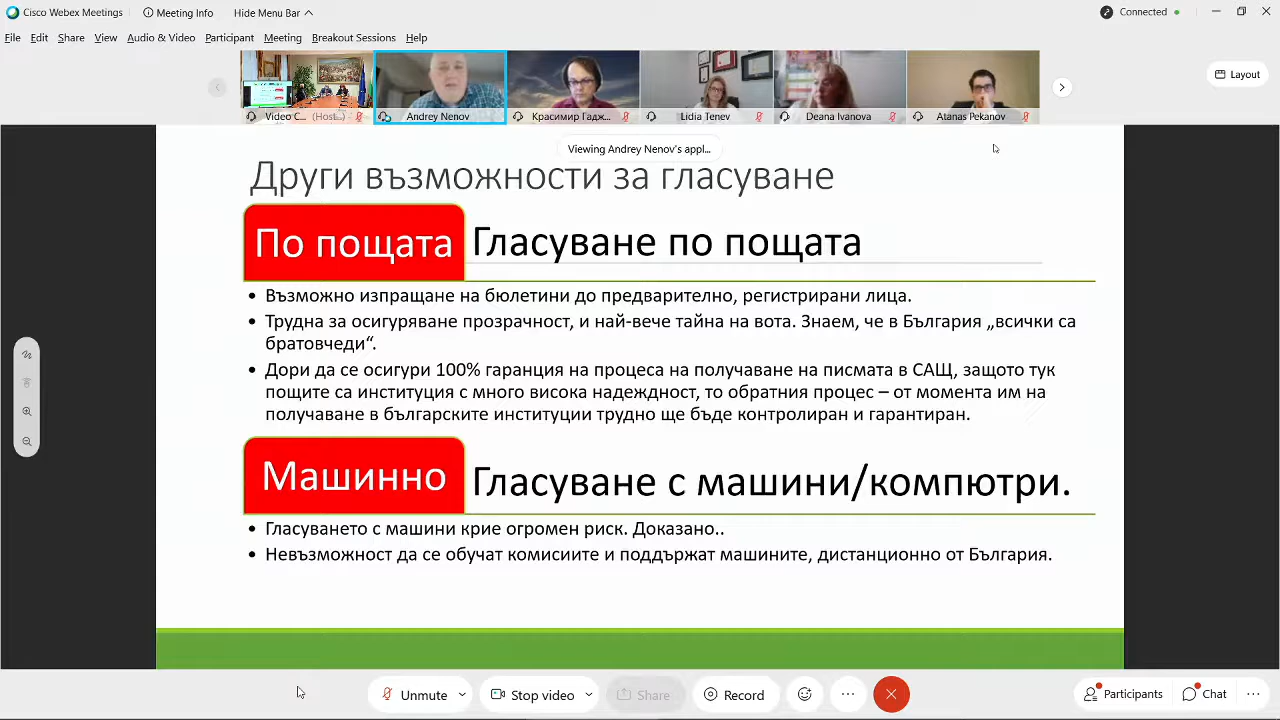 Cisco Webex Meetings
Meeting Info
Hide Menu Bar
Connected
File Edit Share View Audio & Video Participant Meeting Breakout Sessions Help
Layout
Video C... (Host...)
Andrey Nenov
Красимир Гадж...
Lidia Tenev
Deana Ivanova
Atanas Pekanov
Viewing Andrey Nenov's appl...
Други възможности за гласуване
По пощата
Гласуване по пощата
• Възможно изпращане на бюлетини до предварително, регистрирани лица.
• Трудна за осигуряване прозрачност, и най-вече тайна на вота. Знаем, че в България „всички са
братовчеди“.
• Дори да се осигури 100% гаранция на процеса на получаване на писмата в САЩ, защото тук
пощите са институция с много висока надеждност, то обратния процес – от момента им на
получаване в българските институции трудно ще бъде контролиран и гарантиран.
Машинно
Гласуване с машини/компютри.
• Гласуването с машини крие огромен риск. Доказано..
• Невъзможност да се обучат комисиите и поддържат машините, дистанционно от България.
Unmute
Stop video
Share
Record
Participants
Chat